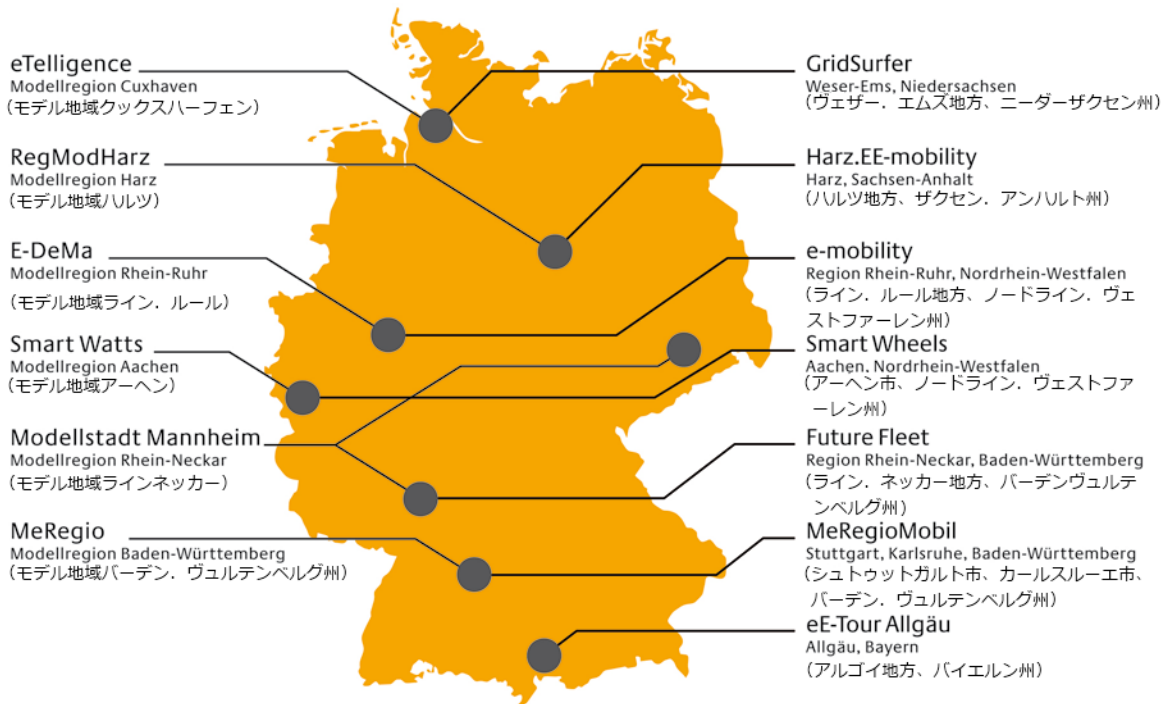 eTelligence
Modellregion Cuxhaven
(モデル地域クックスハーフェン)
RegModHarz
Modellregion Harz
(モデル地域ハルツ)
E-DeMa
Modellregion Rhein-Ruhr
(モデル地域ライン．ルール)
Smart Watts
Modellregion Aachen
(モデル地域アーヘン)
Modellstadt Mannheim
Modellregion Rhein-Neckar
(モデル地域ラインネッカー)
MeRegio
Modellregion Baden-Württemberg
(モデル地域バーデン．ヴュルテンベルグ州)
GridSurfer
Weser-Ems, Niedersachsen
(ヴェザー．エムズ地方、ニーダーザクセン州)
Harz.EE-mobility
Harz, Sachsen-Anhalt
(ハルツ地方、ザクセン．アンハルト州)
e-mobility
Region Rhein-Ruhr, Nordrhein-Westfalen
(ライン．ルール地方、ノードライン．ヴェ
ストファーレン州)
Smart Wheels
Aachen, Nordrhein-Westfalen
(アーヘン市、ノードライン．ヴェストファ
ーレン州)
Future Fleet
Region Rhein-Neckar, Baden-Württemberg
(ライン．ネッカー地方、バーデンヴュルテ
ンベルグ州)
MeRegioMobil
Stuttgart, Karlsruhe, Baden-Württemberg
(シュトゥットガルト市、カールスルーエ市、
バーデン．ヴュルテンベルグ州)
eE-Tour Allgäu
Allgäu, Bayern
(アルゴイ地方、バイエルン州)